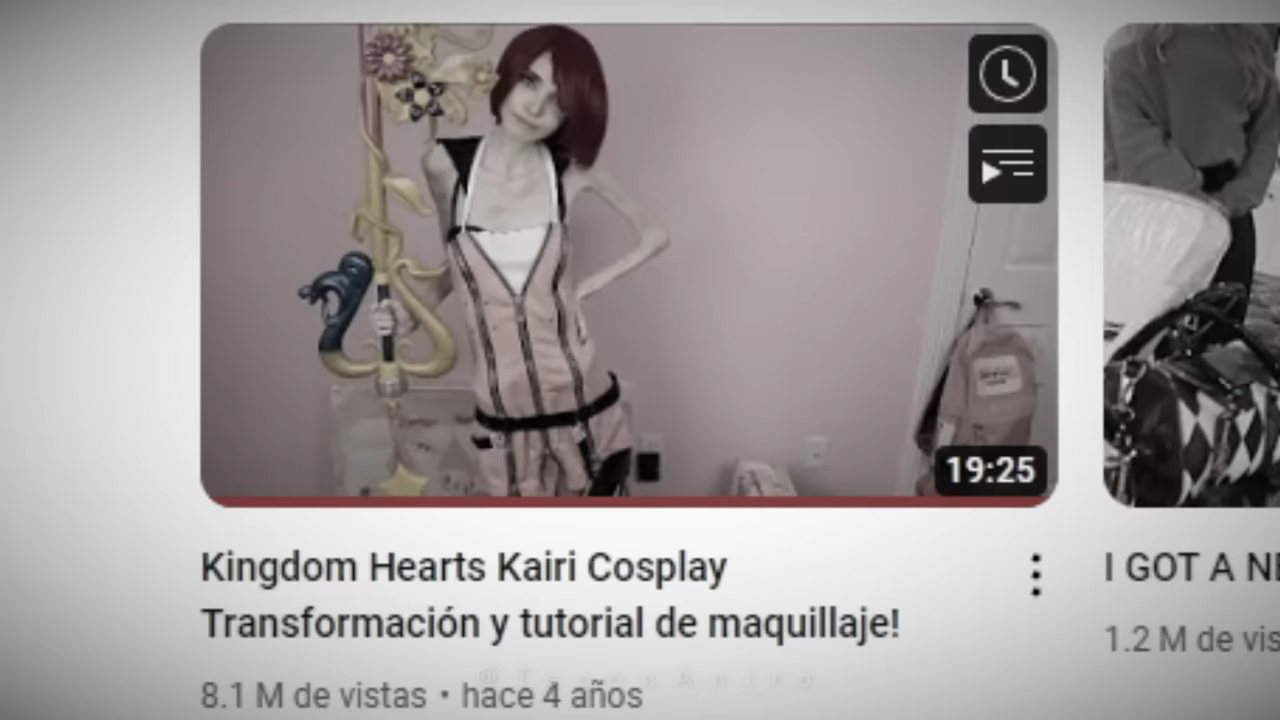 19:25
Kingdom Hearts Kairi Cosplay
Transformación y tutorial de maquillaje!
8.1 M de vistas • hace 4 años
I GOT A NE
1.2 M de vis